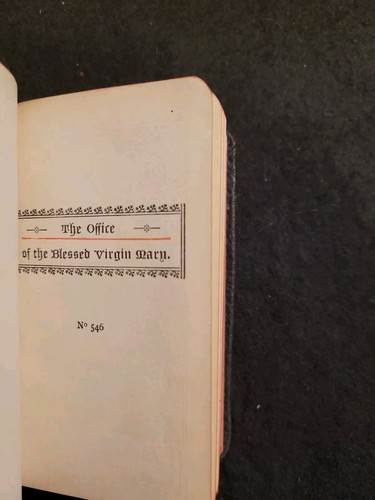 The Office
of the Blessed Virgin Mary.
No 546